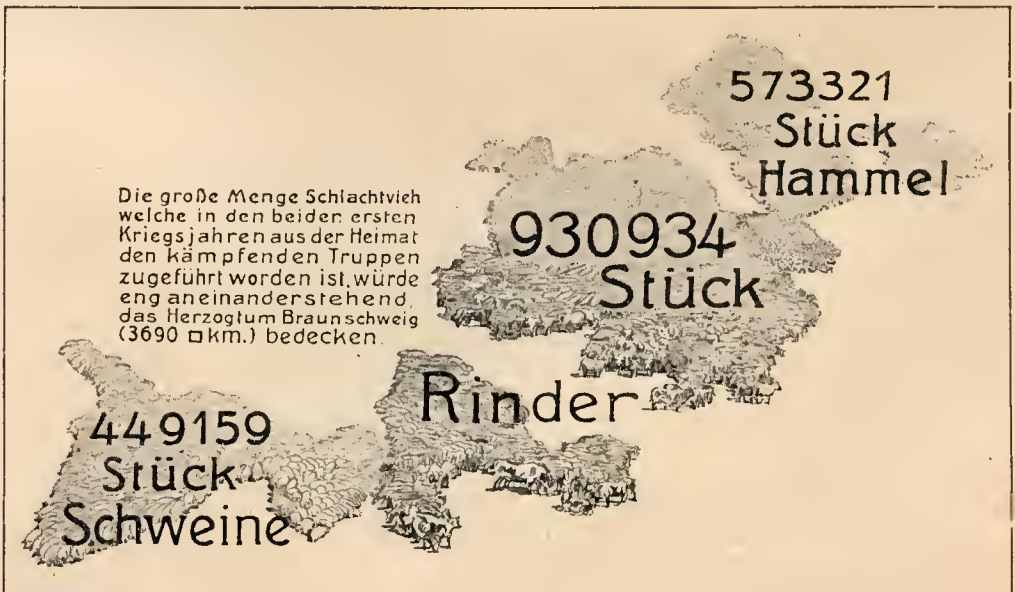 573321
Stück
Hammel
Die große Menge Schlachtvieh
welche in den beiden ersten
Kriegsjahren aus der Heimat
den kämpfenden Truppen
zugeführt worden ist, würde
eng aneinanderstehend,
das Herzogtum Braunschweig
(3690 □km.) bedecken.
930934
Stück
Rinder
449159
Stück
Schweine